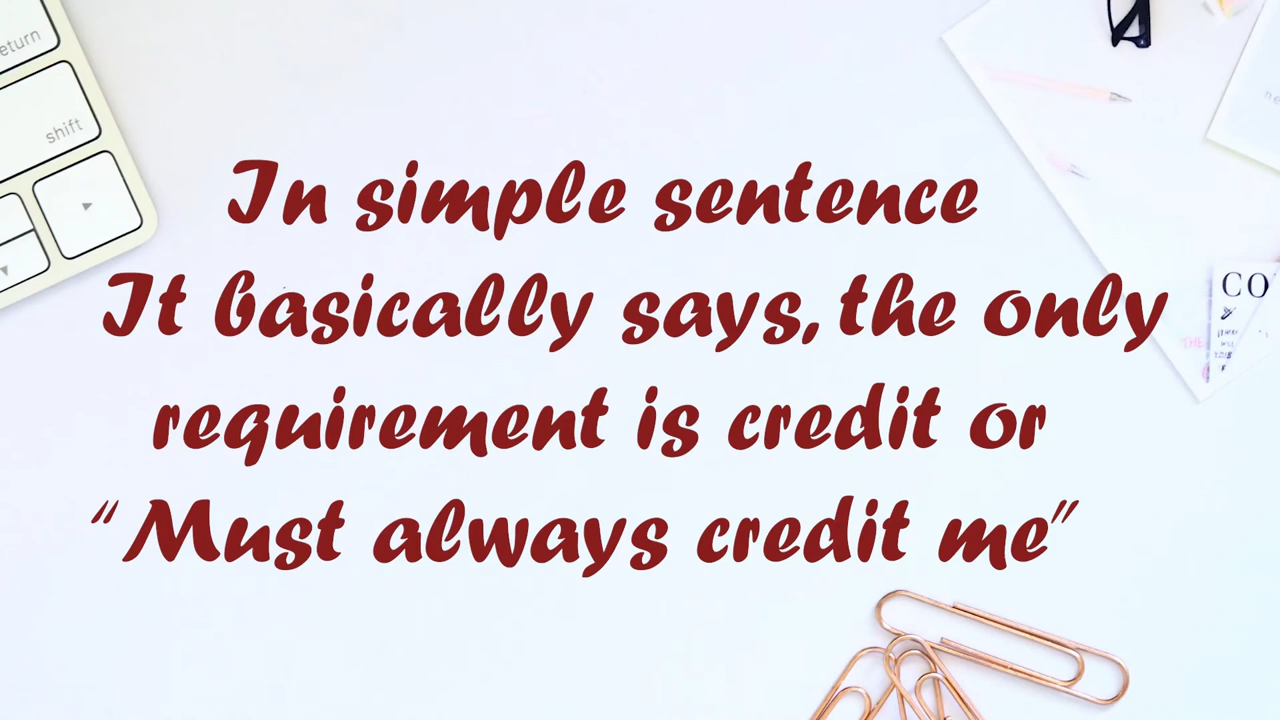 return
shift
In simple sentence
It basically says, the only
requirement is credit or
“Must always credit me”
CO
THE